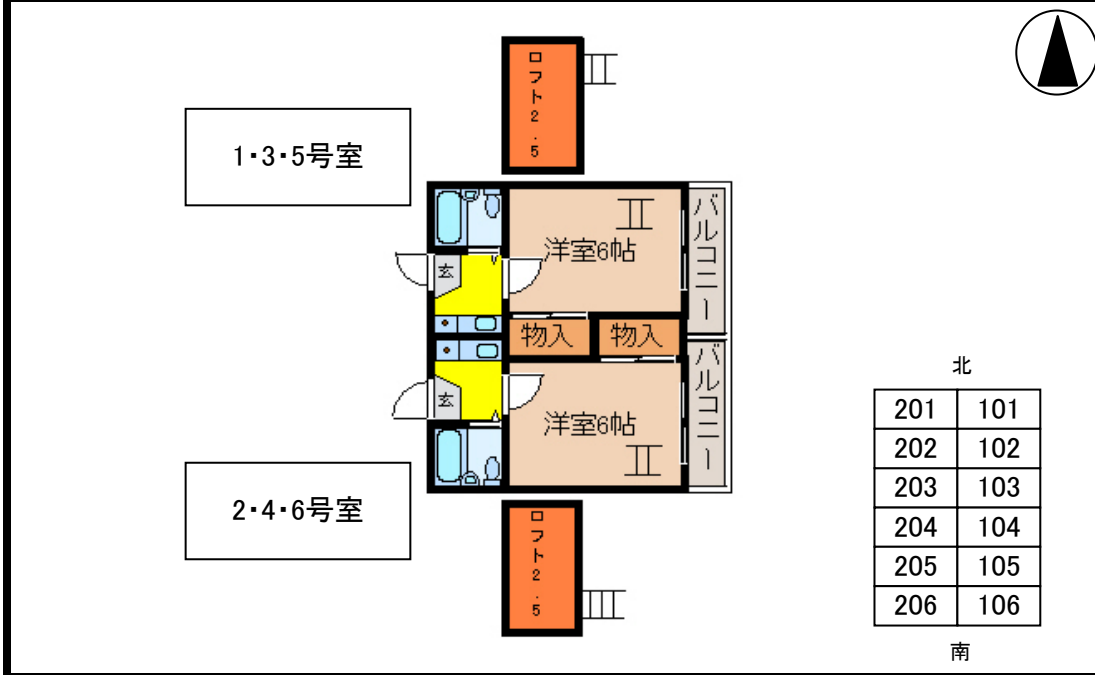 ロフト2.5
1・3・5号室
洋室6帖
バルコニー
玄
物入
物入
玄
洋室6帖
バルコニー
2・4・6号室
ロフト2.5
北
201 101
202 102
203 103
204 104
205 105
206 106
南